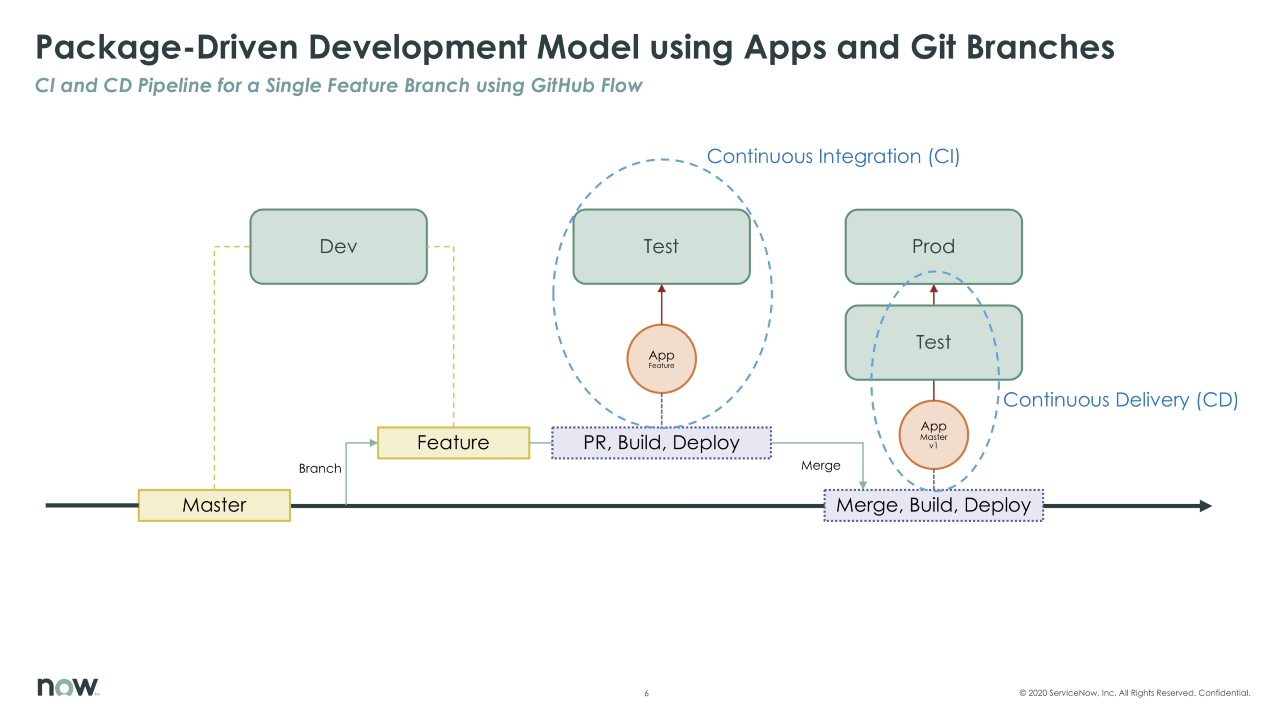 Package-Driven Development Model using Apps and Git Branches
CI and CD Pipeline for a Single Feature Branch using GitHub Flow
Continuous Integration (CI)
Dev
Test
Prod
Test
App
Feature
Continuous Delivery (CD)
App
Master
v1
Feature
PR, Build, Deploy
Branch
Merge
Master
Merge, Build, Deploy
now
6
© 2020 ServiceNow, Inc. All Rights Reserved. Confidential.